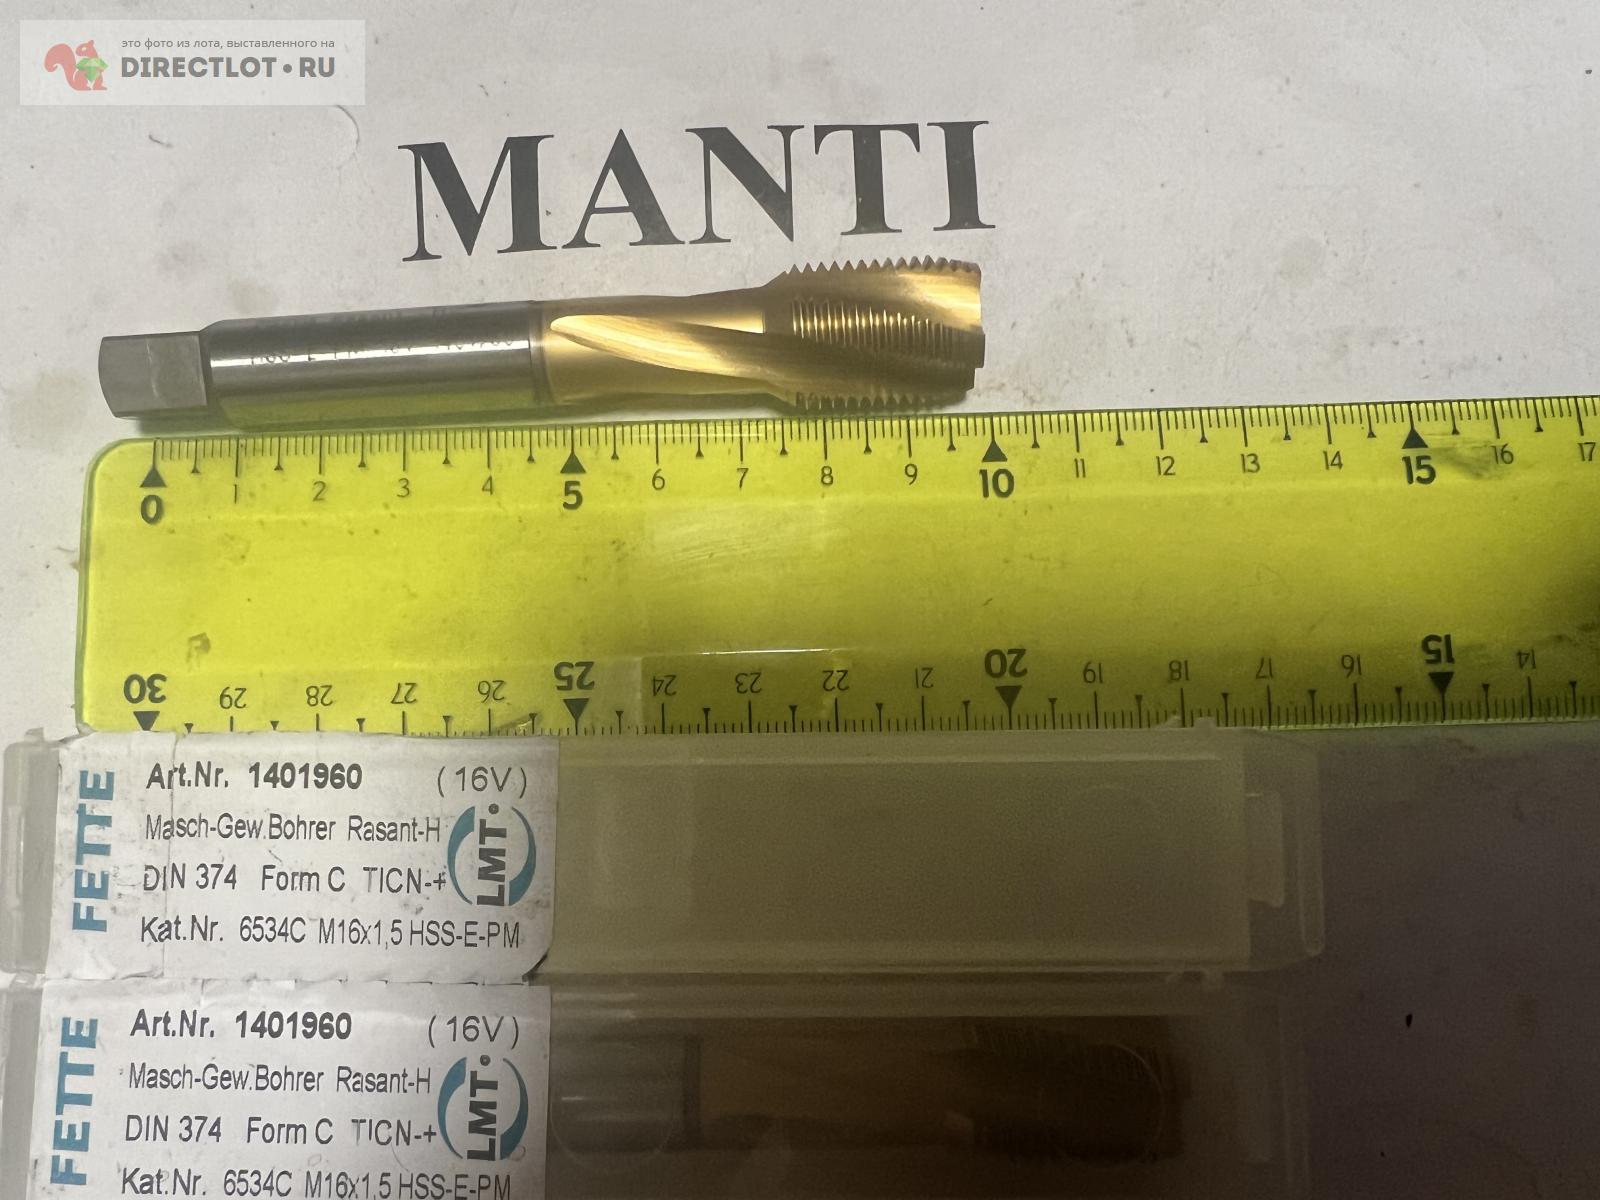 это фото из лота, выставленного на
DIRECTLOT•RU
MANTI
0 1 2 3 4 5 6 7 8 9 10 11 12 13 14 15 16 17
30 29 28 27 26 25 24 23 22 21 20 19 18 17 16 15 14
FETTE
Art.Nr. 1401960 (16V)
Masch-Gew.Bohrer Rasant-H
DIN 374 Form C TICN-+
Kat.Nr. 6534C M16x1,5 HSS-E-PM
LMT
FETTE
Art.Nr. 1401960 (16V)
Masch-Gew.Bohrer Rasant-H
DIN 374 Form C TICN-+
Kat.Nr. 6534C M16x1,5 HSS-E-PM
LMT